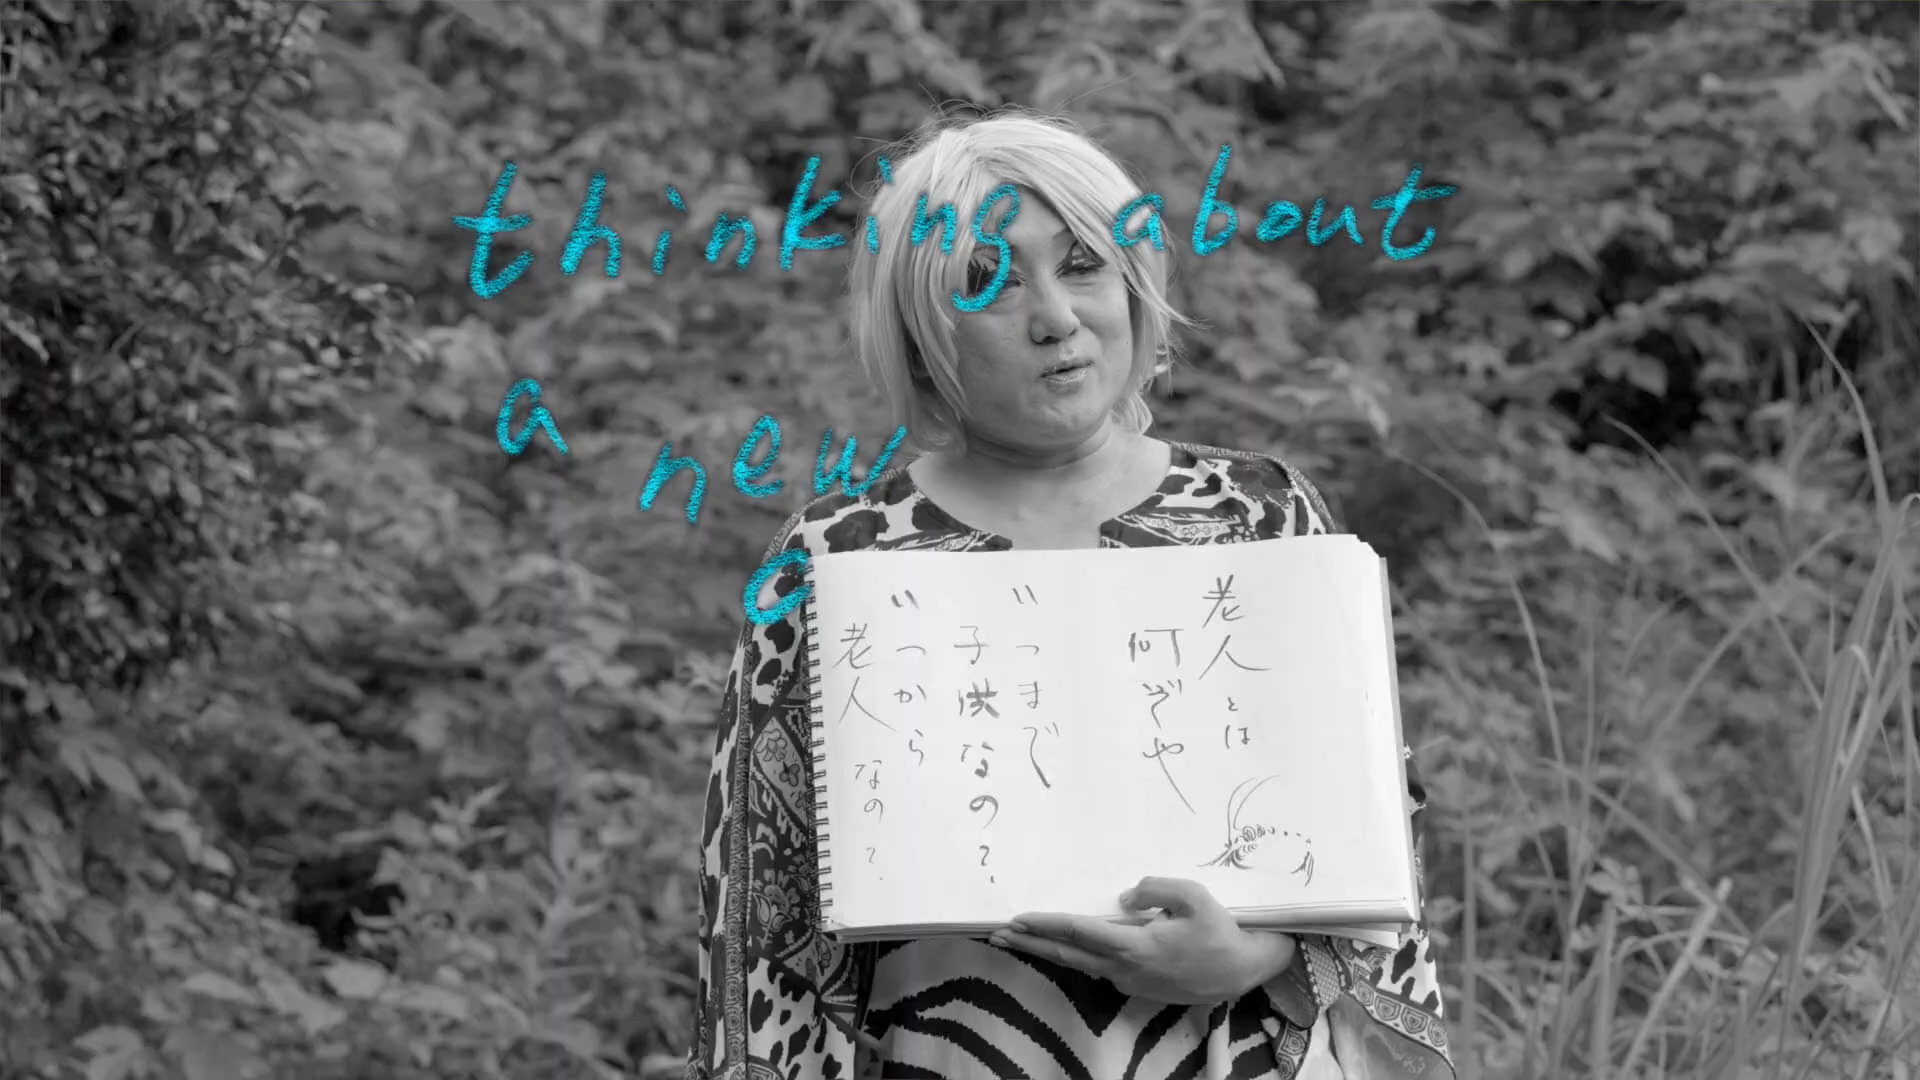 thinking about
a new
c
老人とは
何ぞや
いつまで
子供なの?
いつから
老人なの?